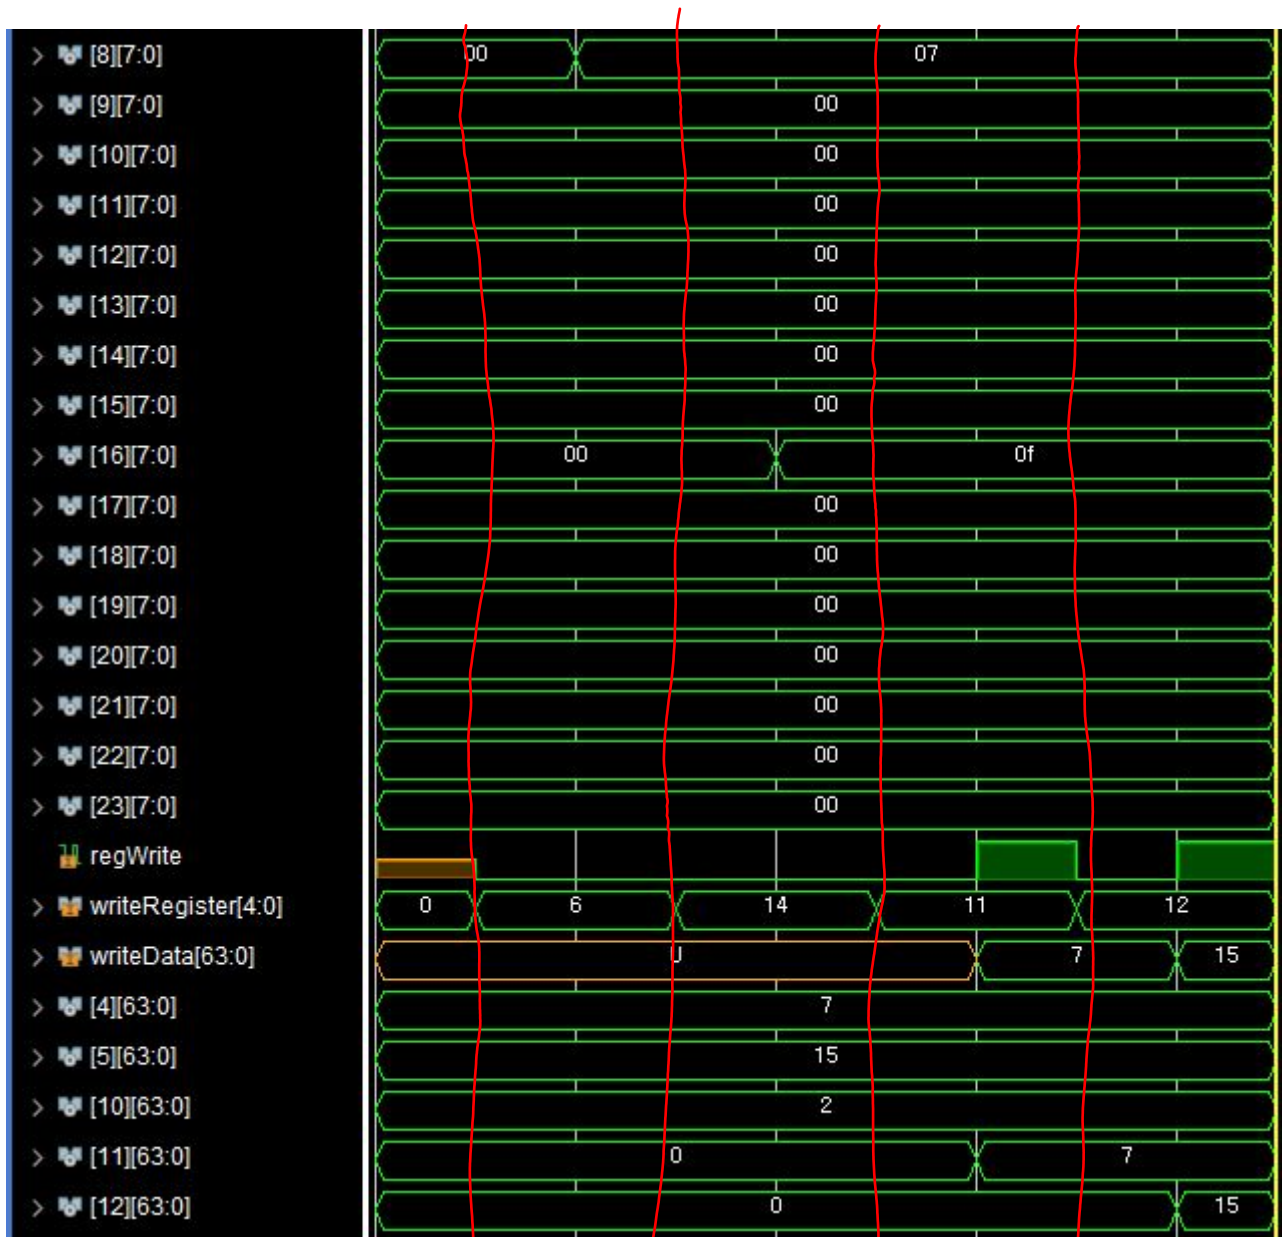 [8][7:0] 00 07
[9][7:0] 00
[10][7:0] 00
[11][7:0] 00
[12][7:0] 00
[13][7:0] 00
[14][7:0] 00
[15][7:0] 00
[16][7:0] 00 0f
[17][7:0] 00
[18][7:0] 00
[19][7:0] 00
[20][7:0] 00
[21][7:0] 00
[22][7:0] 00
[23][7:0] 00
regWrite
writeRegister[4:0] 0 6 14 11 12
writeData[63:0] U 7 15
[4][63:0] 7
[5][63:0] 15
[10][63:0] 2
[11][63:0] 0 7
[12][63:0] 0 15